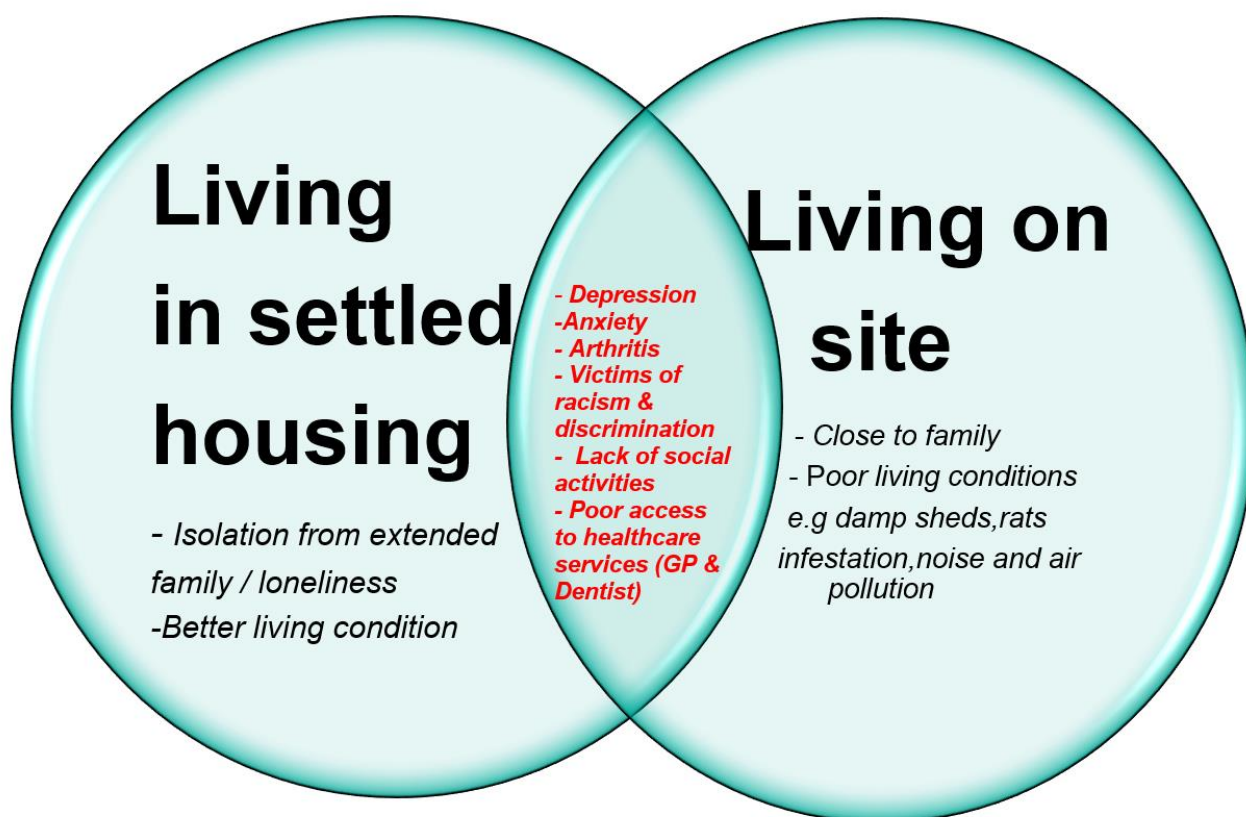 Living
in settled
housing
- Isolation from extended
family / loneliness
-Better living condition
- Depression
-Anxiety
- Arthritis
- Victims of
racism &
discrimination
- Lack of social
activities
- Poor access
to healthcare
services (GP &
Dentist)
Living on
site
- Close to family
- Poor living conditions
e.g damp sheds,rats
infestation,noise and air
pollution